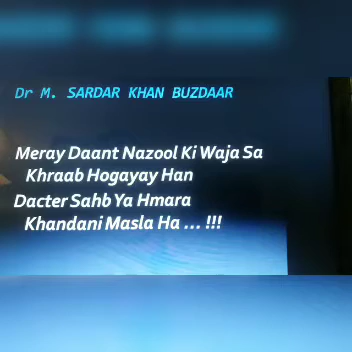 Dr M. SARDAR KHAN BUZDAAR
Meray Daant Nazool Ki Waja Sa
Khraab Hogayay Han
Dacter Sahb Ya Hmara
Khandani Masla Ha ... !!!